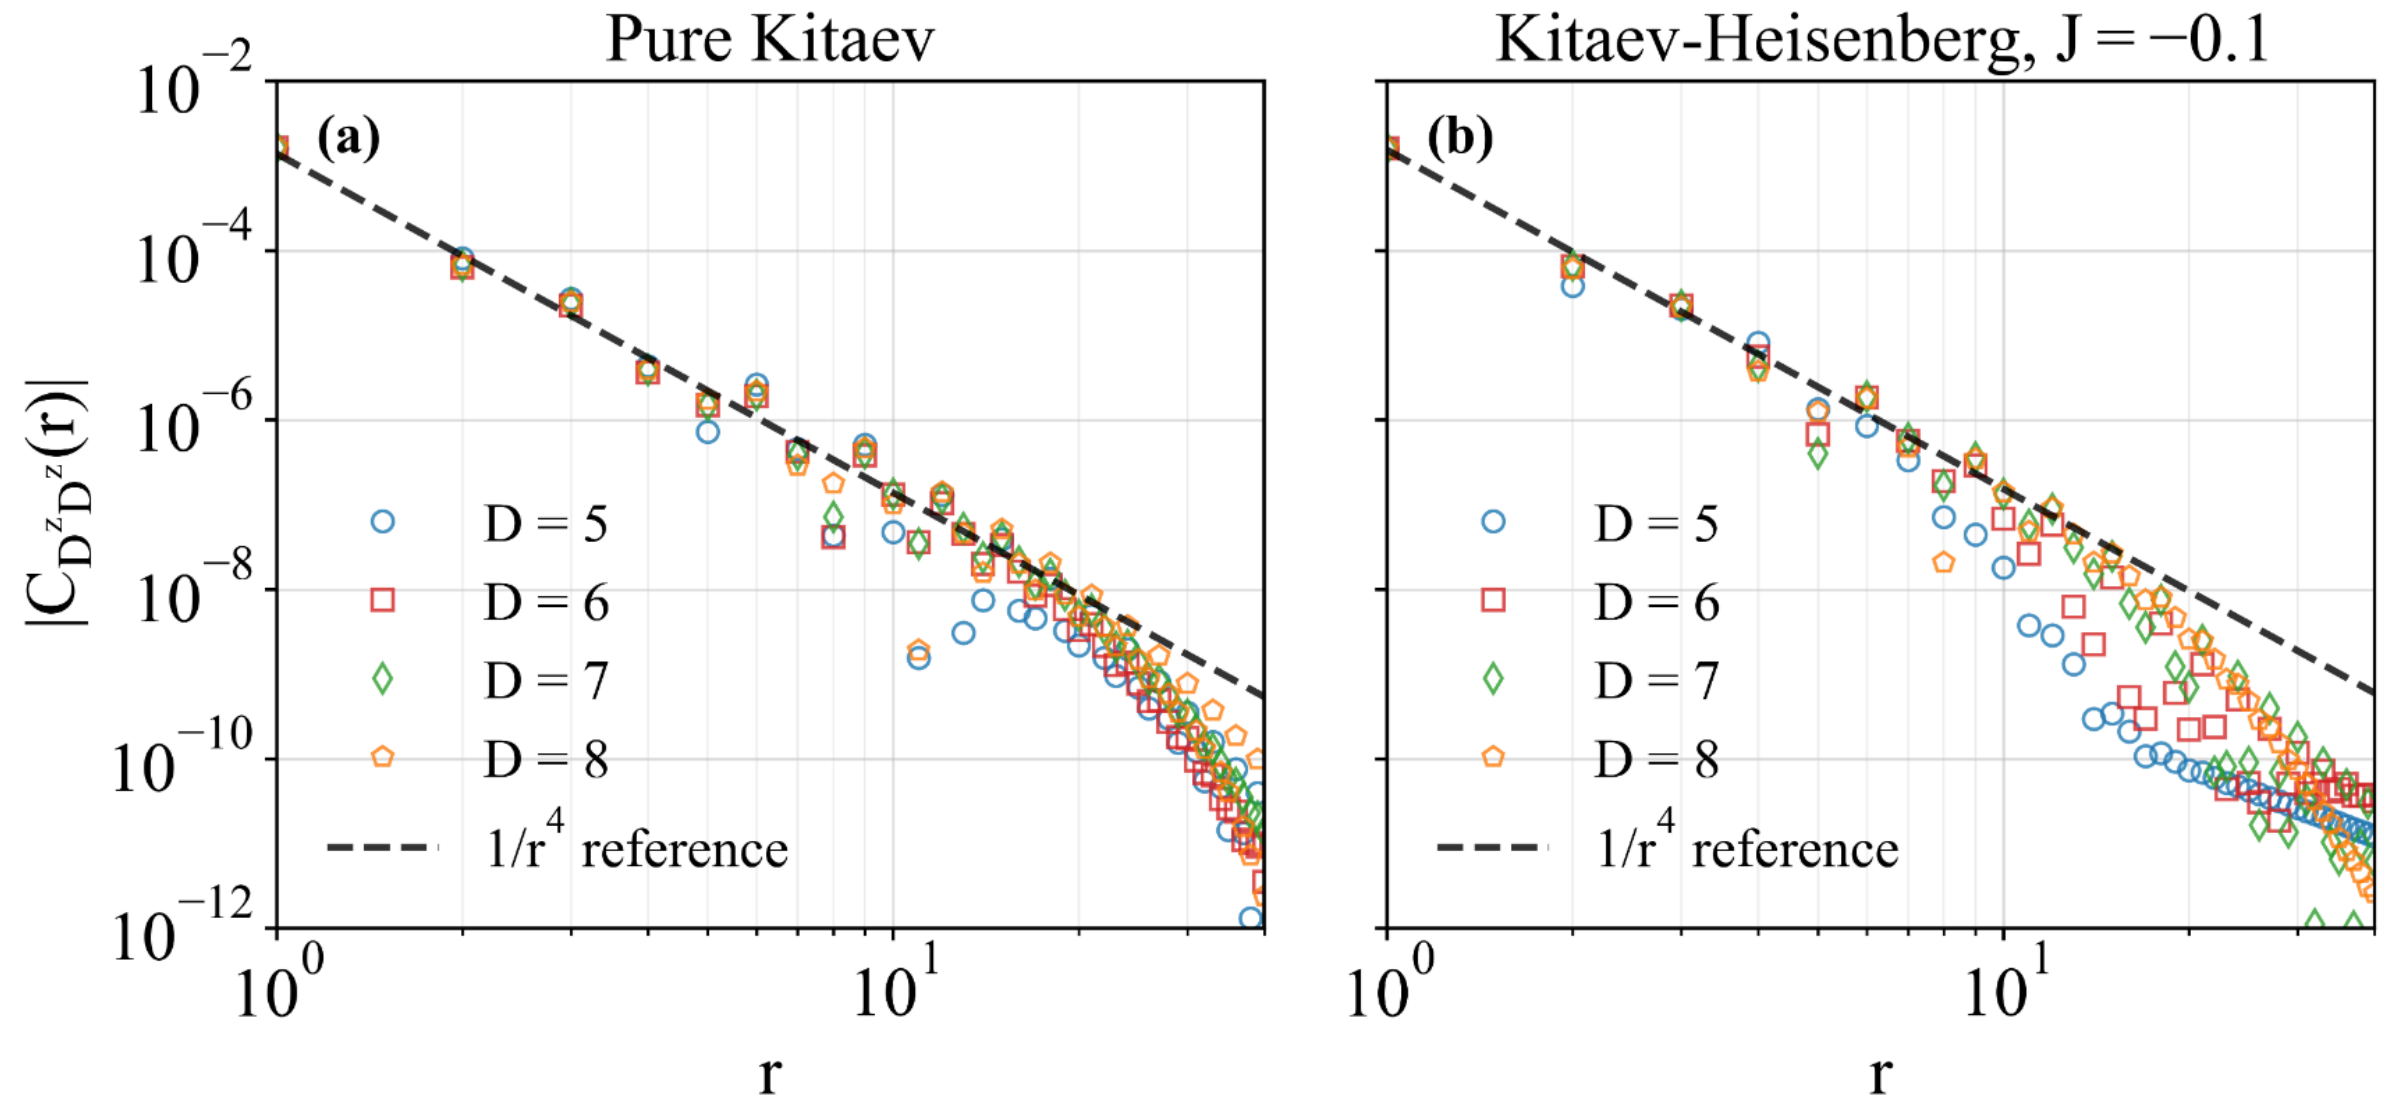 Pure Kitaev
Kitaev-Heisenberg, J = −0.1
|C_{D^z D^z}(r)|
10^{−2}
10^{−4}
10^{−6}
10^{−8}
10^{−10}
10^{−12}
(a)
D = 5
D = 6
D = 7
D = 8
1/r^4 reference
10^0
10^1
r
(b)
D = 5
D = 6
D = 7
D = 8
1/r^4 reference
10^0
10^1
r